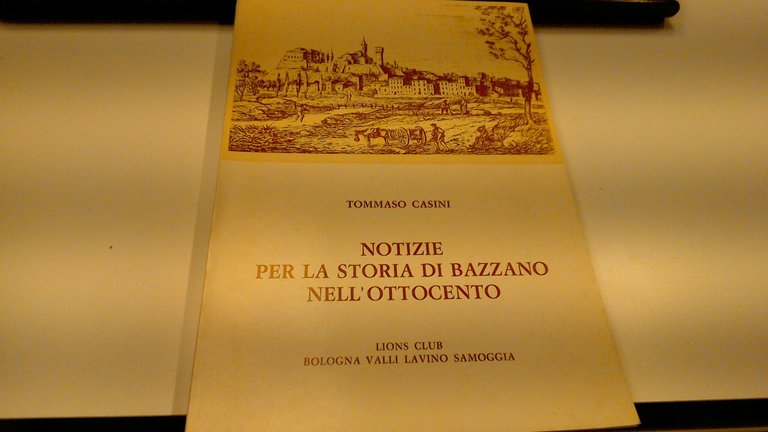 TOMMASO CASINI
NOTIZIE
PER LA STORIA DI BAZZANO
NELL'OTTOCENTO
LIONS CLUB
BOLOGNA VALLI LAVINO SAMOGGIA